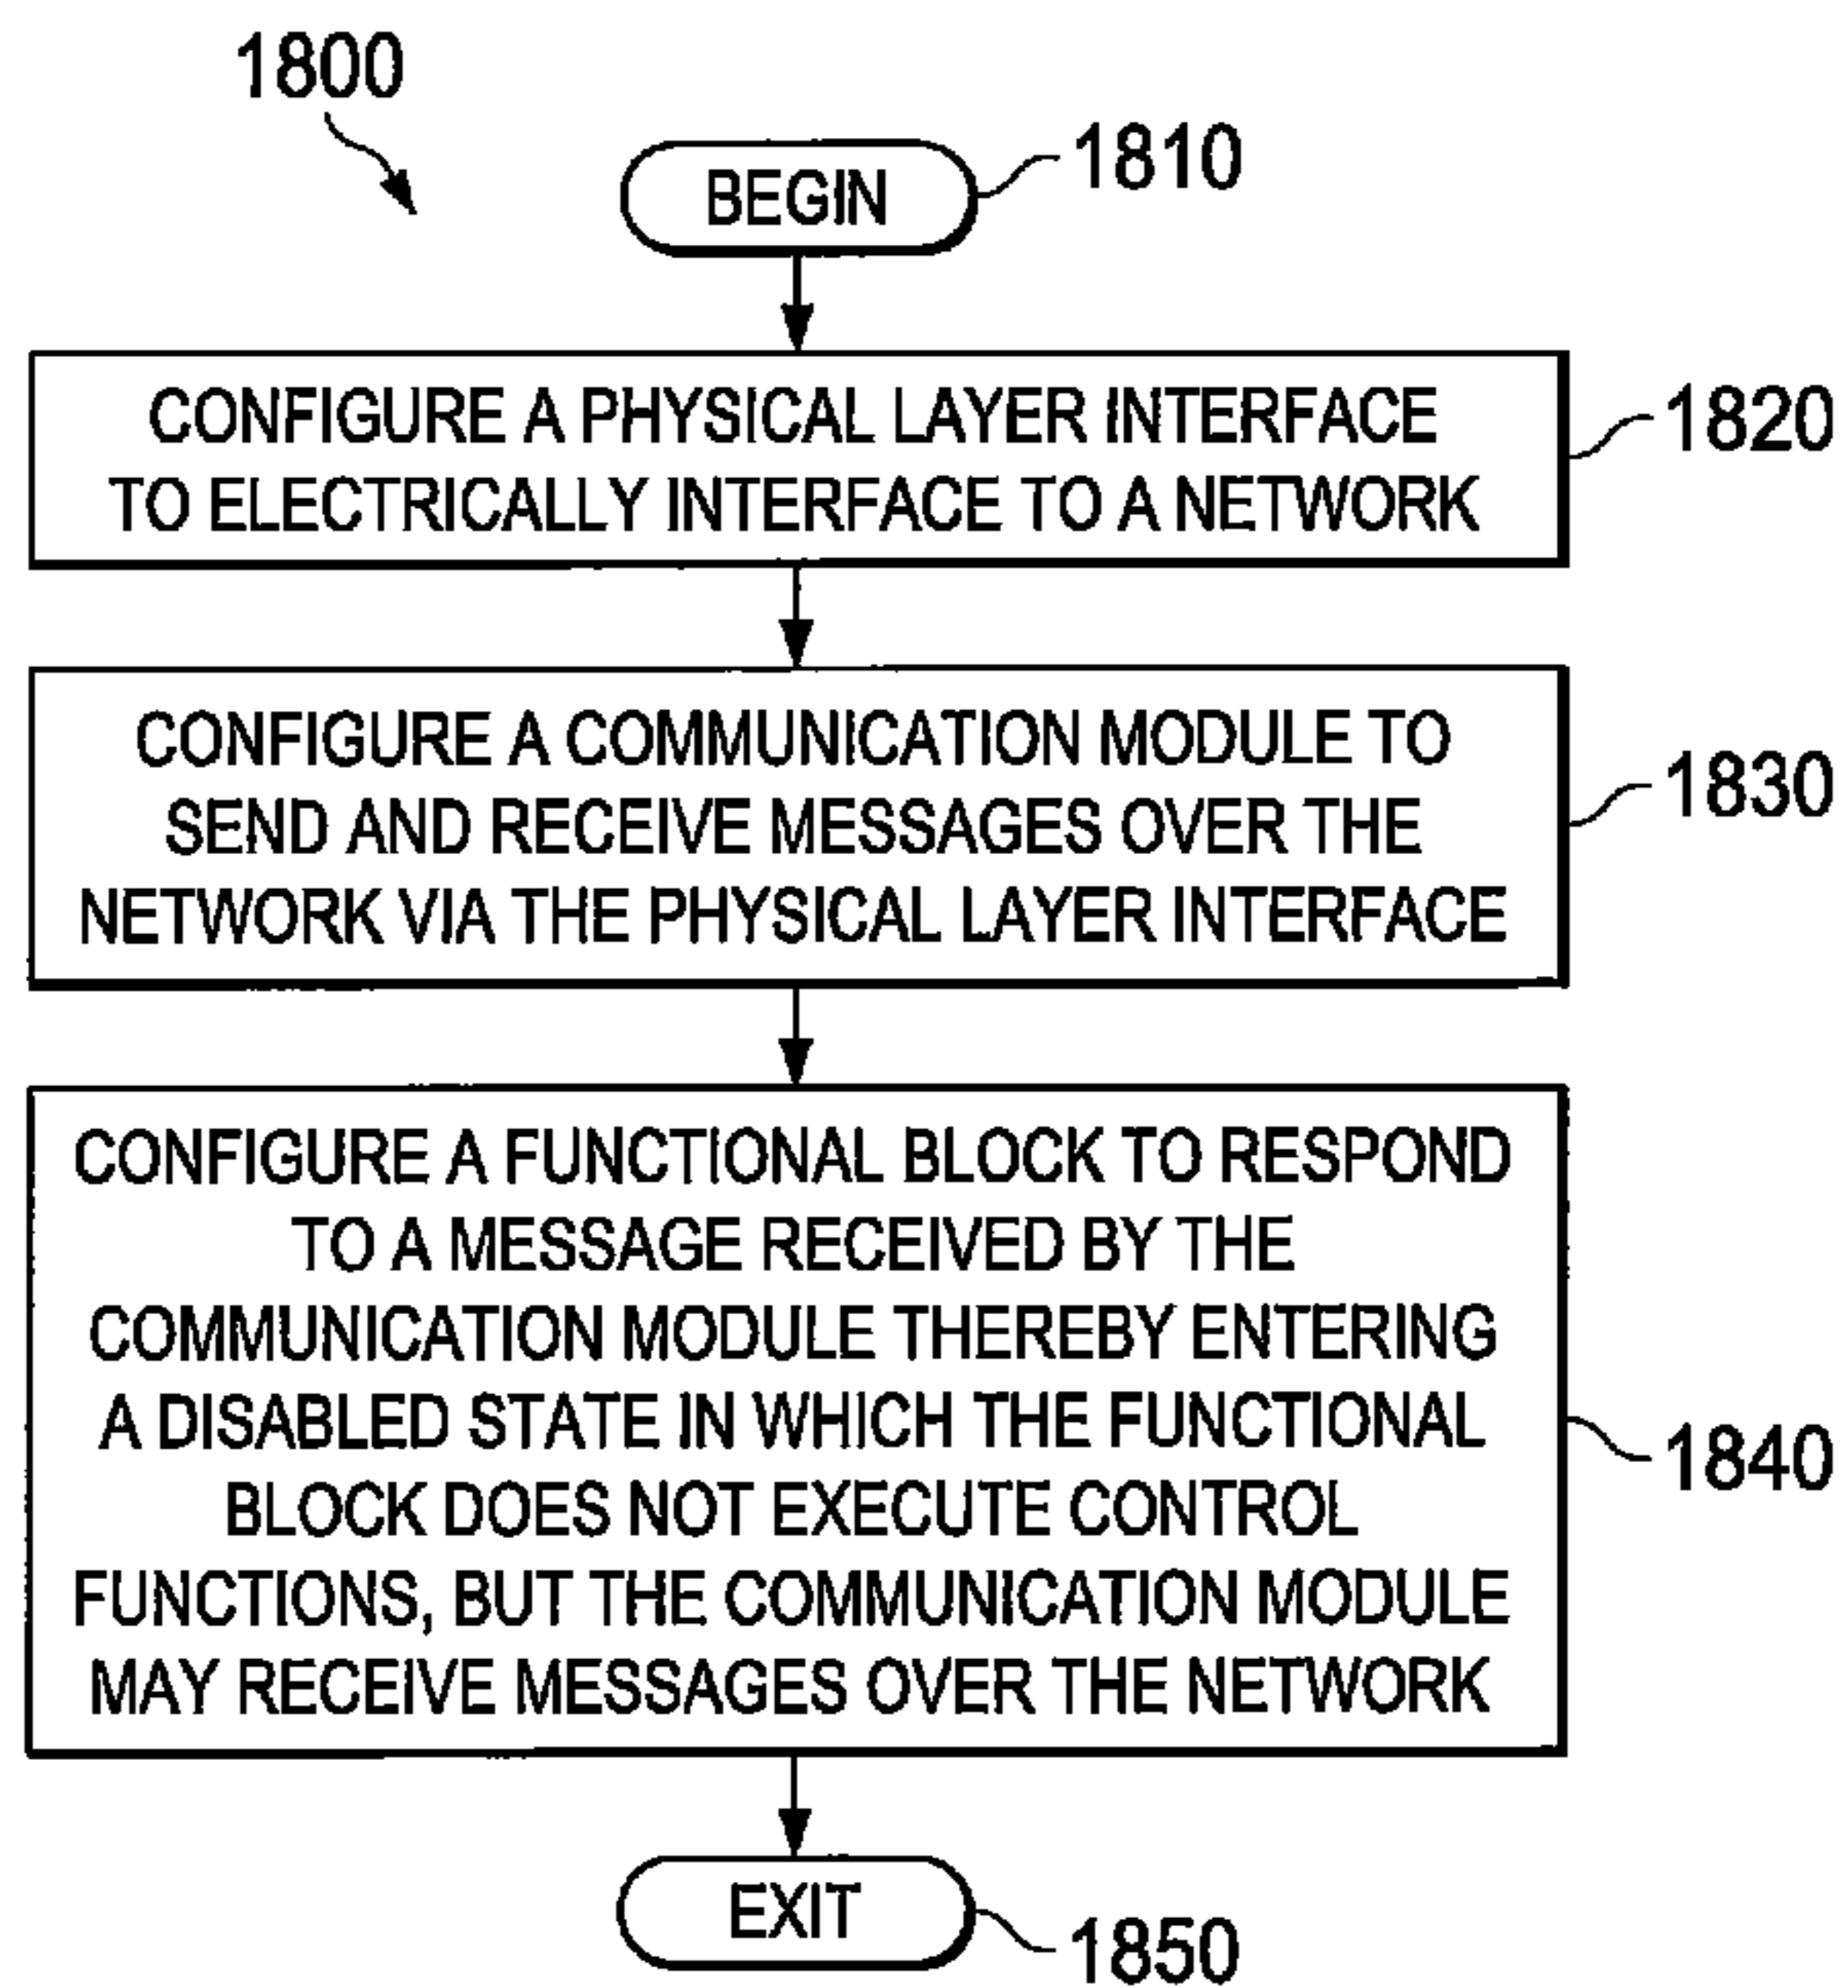 1800
BEGIN
1810
CONFIGURE A PHYSICAL LAYER INTERFACE
TO ELECTRICALLY INTERFACE TO A NETWORK
1820
CONFIGURE A COMMUNICATION MODULE TO
SEND AND RECEIVE MESSAGES OVER THE
NETWORK VIA THE PHYSICAL LAYER INTERFACE
1830
CONFIGURE A FUNCTIONAL BLOCK TO RESPOND
TO A MESSAGE RECEIVED BY THE
COMMUNICATION MODULE THEREBY ENTERING
A DISABLED STATE IN WHICH THE FUNCTIONAL
BLOCK DOES NOT EXECUTE CONTROL
FUNCTIONS, BUT THE COMMUNICATION MODULE
MAY RECEIVE MESSAGES OVER THE NETWORK
1840
EXIT
1850